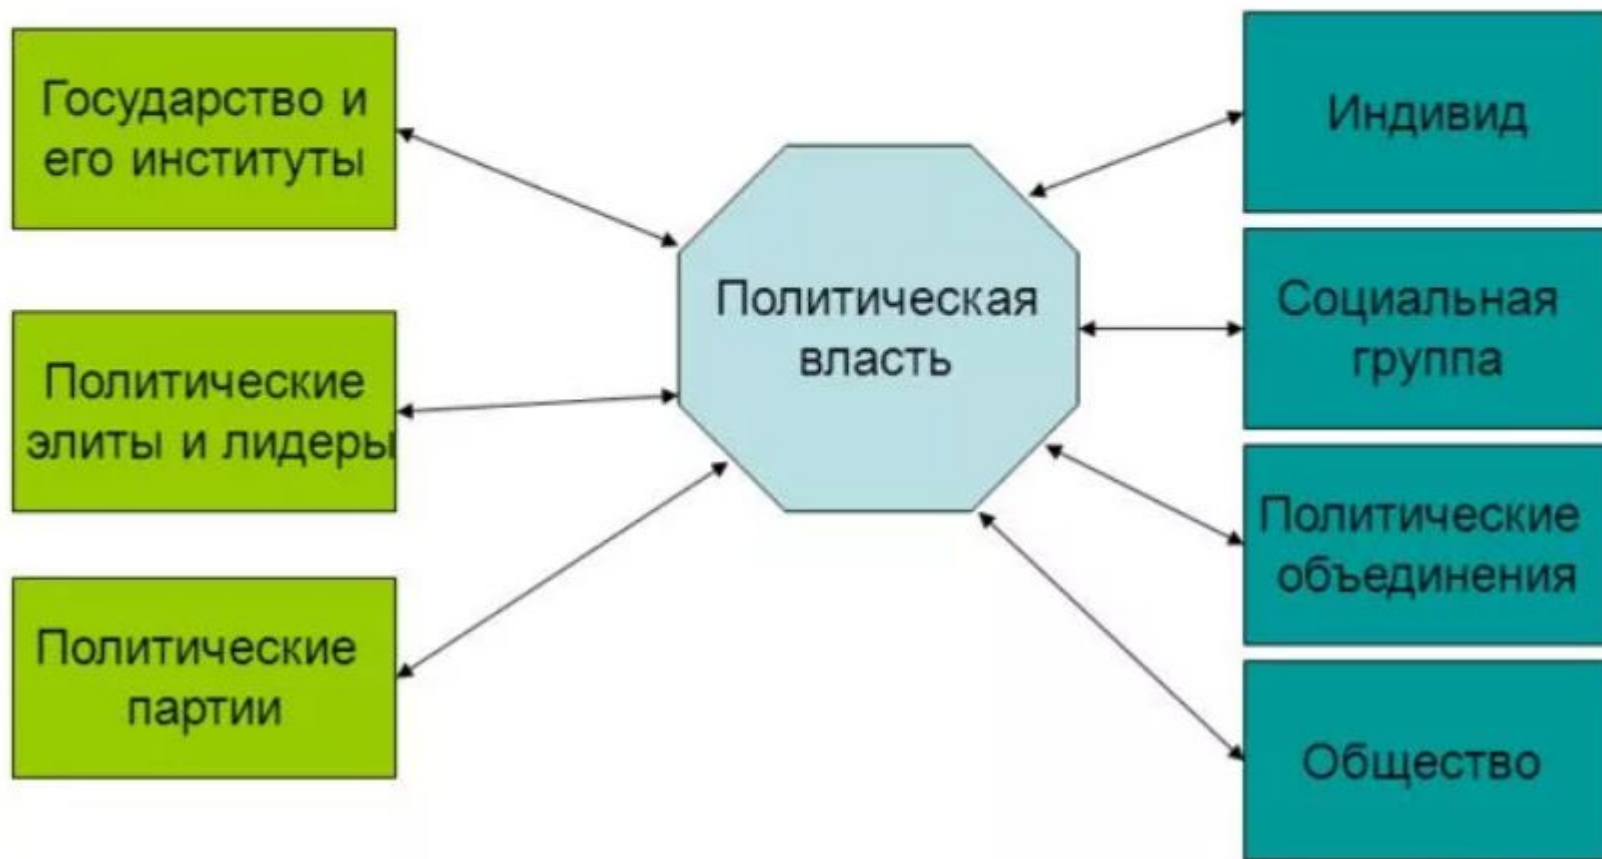 Государство и
его институты
Политические
элиты и лидеры
Политические
партии
Политическая
власть
Индивид
Социальная
группа
Политические
объединения
Общество